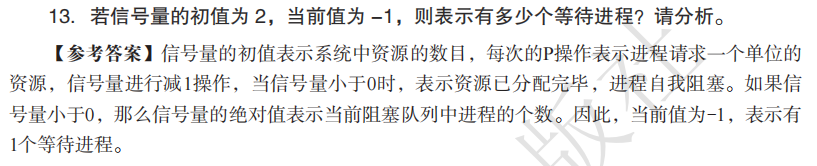 13. 若信号量的初值为 2，当前值为 –1，则表示有多少个等待进程？请分析。
【参考答案】信号量的初值表示系统中资源的数目，每次的P操作表示进程请求一个单位的
资源，信号量进行减1操作，当信号量小于0时，表示资源已分配完毕，进程自我阻塞。如果信
号量小于0，那么信号量的绝对值表示当前阻塞队列中进程的个数。因此，当前值为–1，表示有
1个等待进程。
版社